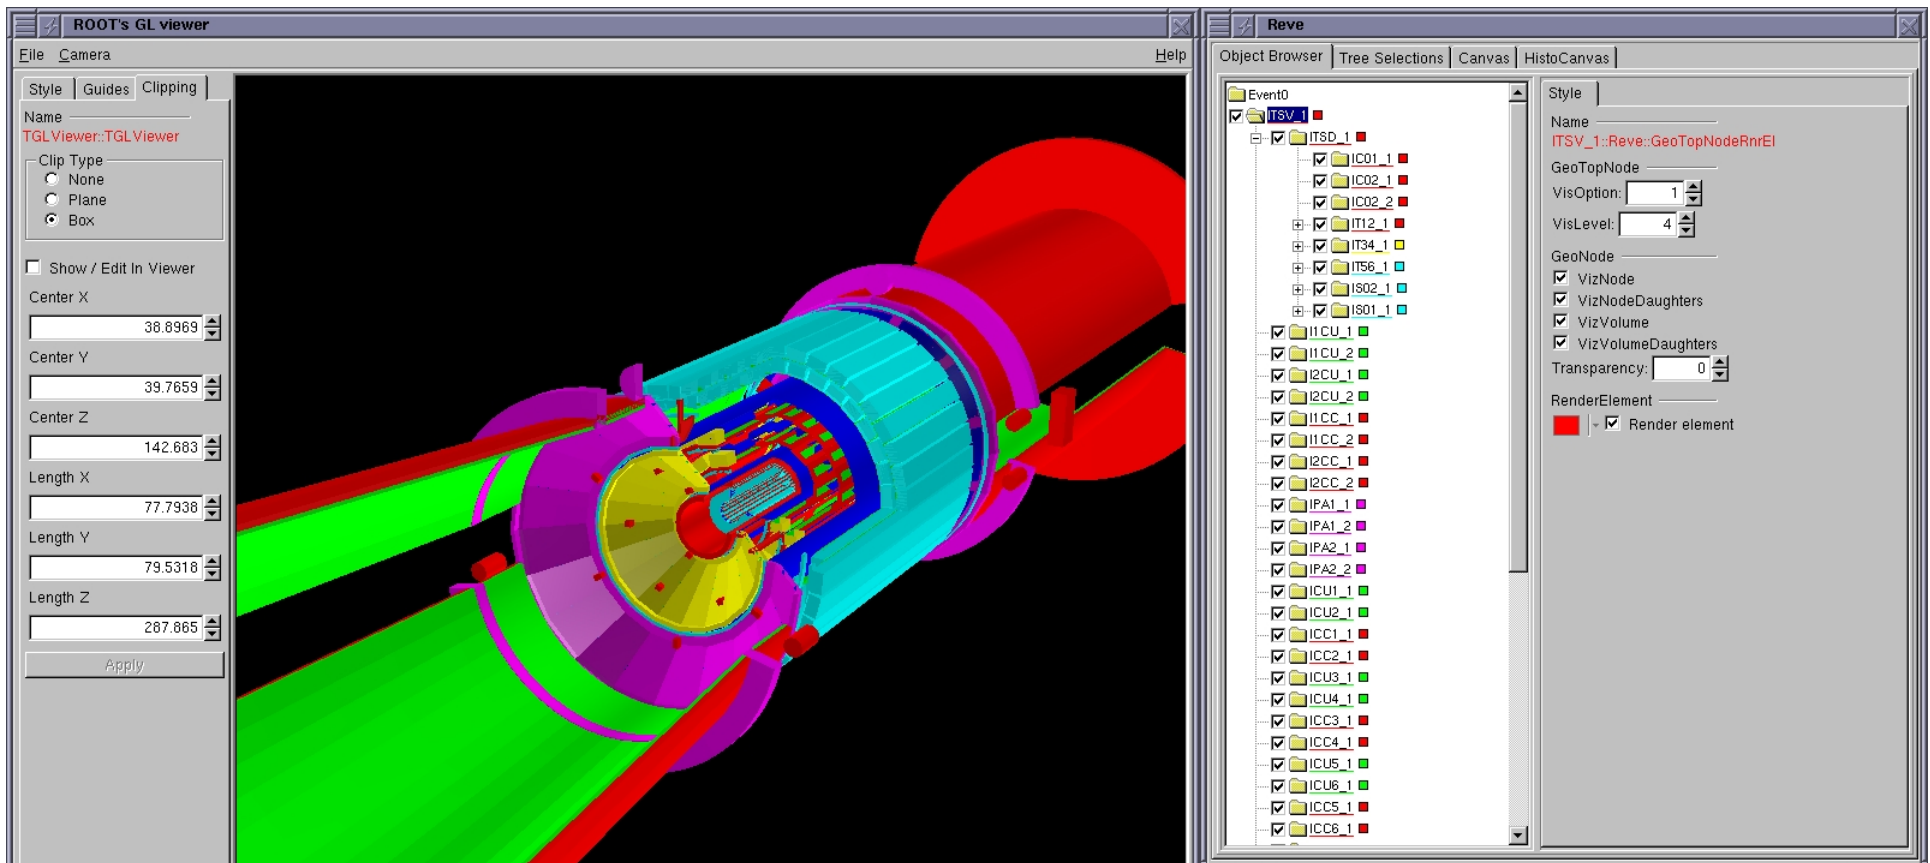 ROOT's GL viewer
File Camera Help
Style Guides Clipping
Name
TGLViewer::TGLViewer
Clip Type
None
Plane
Box
Show / Edit In Viewer
Center X
38.8969
Center Y
39.7659
Center Z
142.683
Length X
77.7938
Length Y
79.5318
Length Z
287.865
Apply
Reve
Object Browser Tree Selections Canvas HistoCanvas
Event0
ITSV_1
ITSD_1
IC01_1
IC02_1
IC02_2
IT12_1
IT34_1
IT56_1
IS02_1
IS01_1
I1CU_1
I1CU_2
I2CU_1
I2CU_2
I1CC_1
I1CC_2
I2CC_1
I2CC_2
IPA1_1
IPA1_2
IPA2_1
IPA2_2
ICU1_1
ICU2_1
ICC1_1
ICC2_1
ICU3_1
ICU4_1
ICC3_1
ICC4_1
ICU5_1
ICU6_1
ICC5_1
ICC6_1
Style
Name
ITSV_1::Reve::GeoTopNodeRnrEl
GeoTopNode
VisOption: 1
VisLevel: 4
GeoNode
VizNode
VizNodeDaughters
VizVolume
VizVolumeDaughters
Transparency: 0
RenderElement
Render element